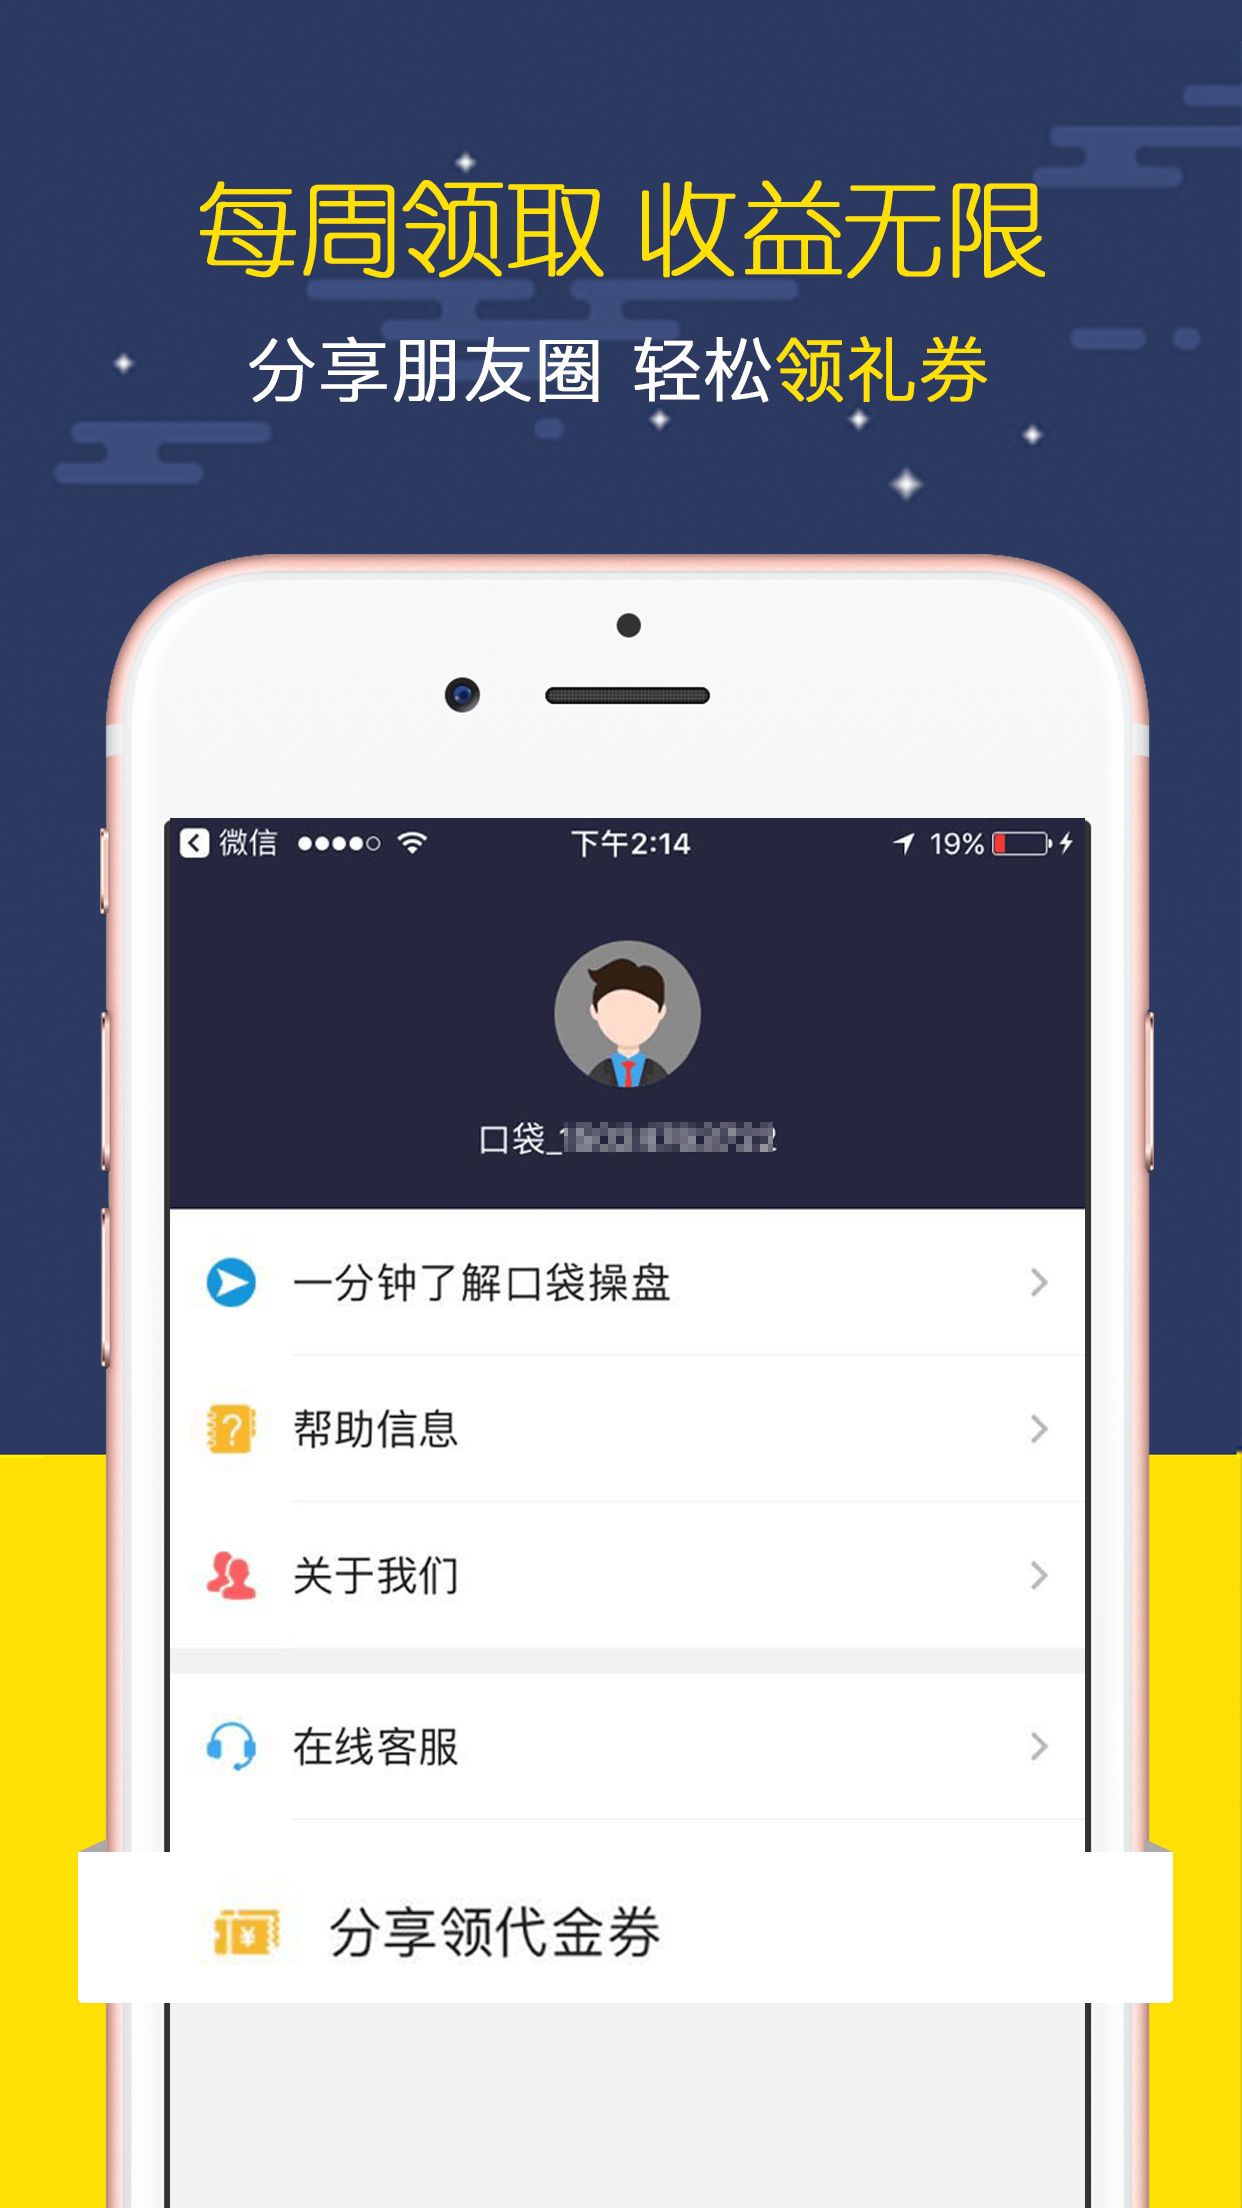 每周领取 收益无限
分享朋友圈 轻松领礼券
微信 下午2:14 19%
口袋_
一分钟了解口袋操盘
帮助信息
关于我们
在线客服
分享领代金券